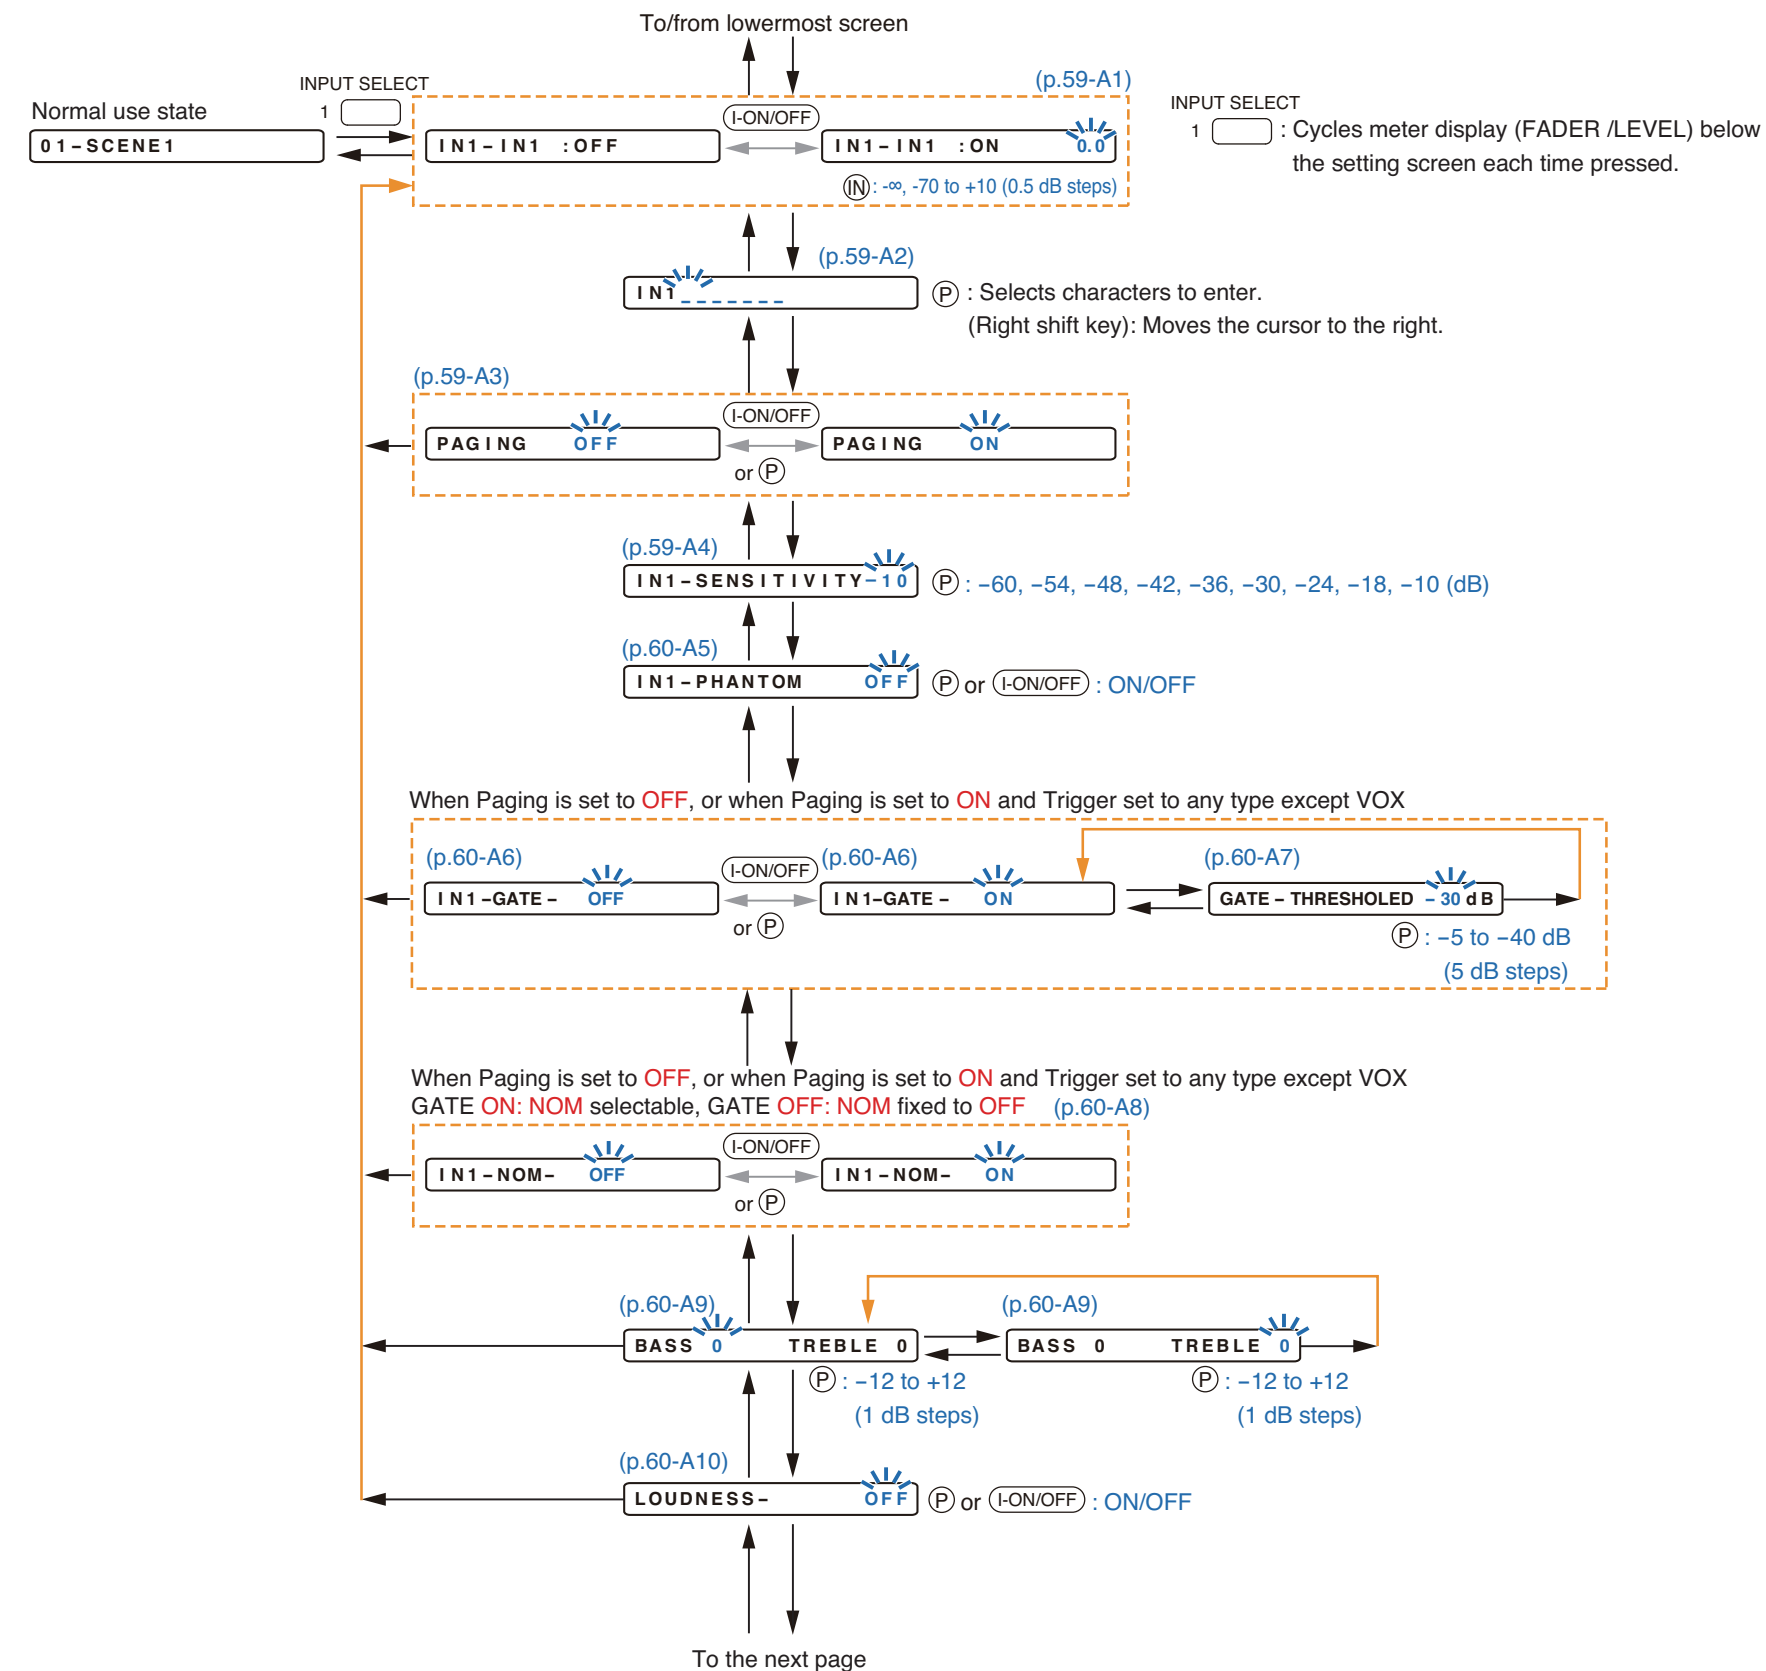 To/from lowermost screen
(p.59-A1)
INPUT SELECT
1
Normal use state
01-SCENE1
I-ON/OFF
IN1-IN1 :OFF
IN1-IN1 :ON 0.0
IN : -∞, -70 to +10 (0.5 dB steps)
INPUT SELECT
1 : Cycles meter display (FADER /LEVEL) below
the setting screen each time pressed.
(p.59-A2)
IN1_______
P : Selects characters to enter.
(Right shift key): Moves the cursor to the right.
(p.59-A3)
I-ON/OFF
PAGING OFF
PAGING ON
or P
(p.59-A4)
IN1-SENSITIVITY-10
P : −60, −54, −48, −42, −36, −30, −24, −18, −10 (dB)
(p.60-A5)
IN1-PHANTOM OFF
P or I-ON/OFF : ON/OFF
When Paging is set to OFF, or when Paging is set to ON and Trigger set to any type except VOX
(p.60-A6)
I-ON/OFF
(p.60-A6)
(p.60-A7)
IN1-GATE- OFF
IN1-GATE- ON
GATE-THRESHOLED -30dB
or P
P : −5 to −40 dB
(5 dB steps)
When Paging is set to OFF, or when Paging is set to ON and Trigger set to any type except VOX
GATE ON: NOM selectable, GATE OFF: NOM fixed to OFF (p.60-A8)
I-ON/OFF
IN1-NOM- OFF
IN1-NOM- ON
or P
(p.60-A9)
(p.60-A9)
BASS 0 TREBLE 0
BASS 0 TREBLE 0
P : −12 to +12
(1 dB steps)
P : −12 to +12
(1 dB steps)
(p.60-A10)
LOUDNESS- OFF
P or I-ON/OFF : ON/OFF
To the next page